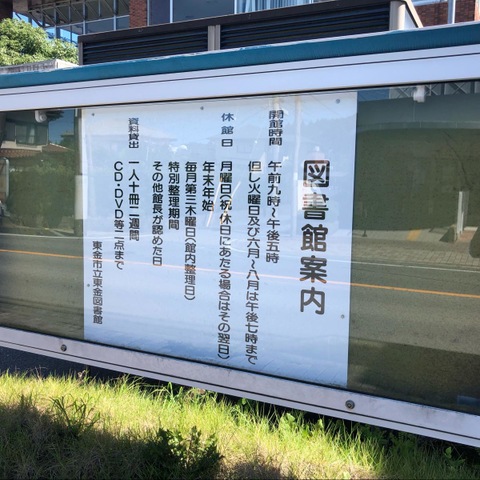 図書館案内
開館時間 午前九時～午後五時
但し火曜日及び六月～八月は午後七時まで
休館日 月曜日(祝休日にあたる場合はその翌日)
年末年始
毎月第三木曜日(館内整理日)
特別整理期間
その他館長が認めた日
資料貸出 一人十冊二週間
CD・DVD等二点まで
東金市立東金図書館